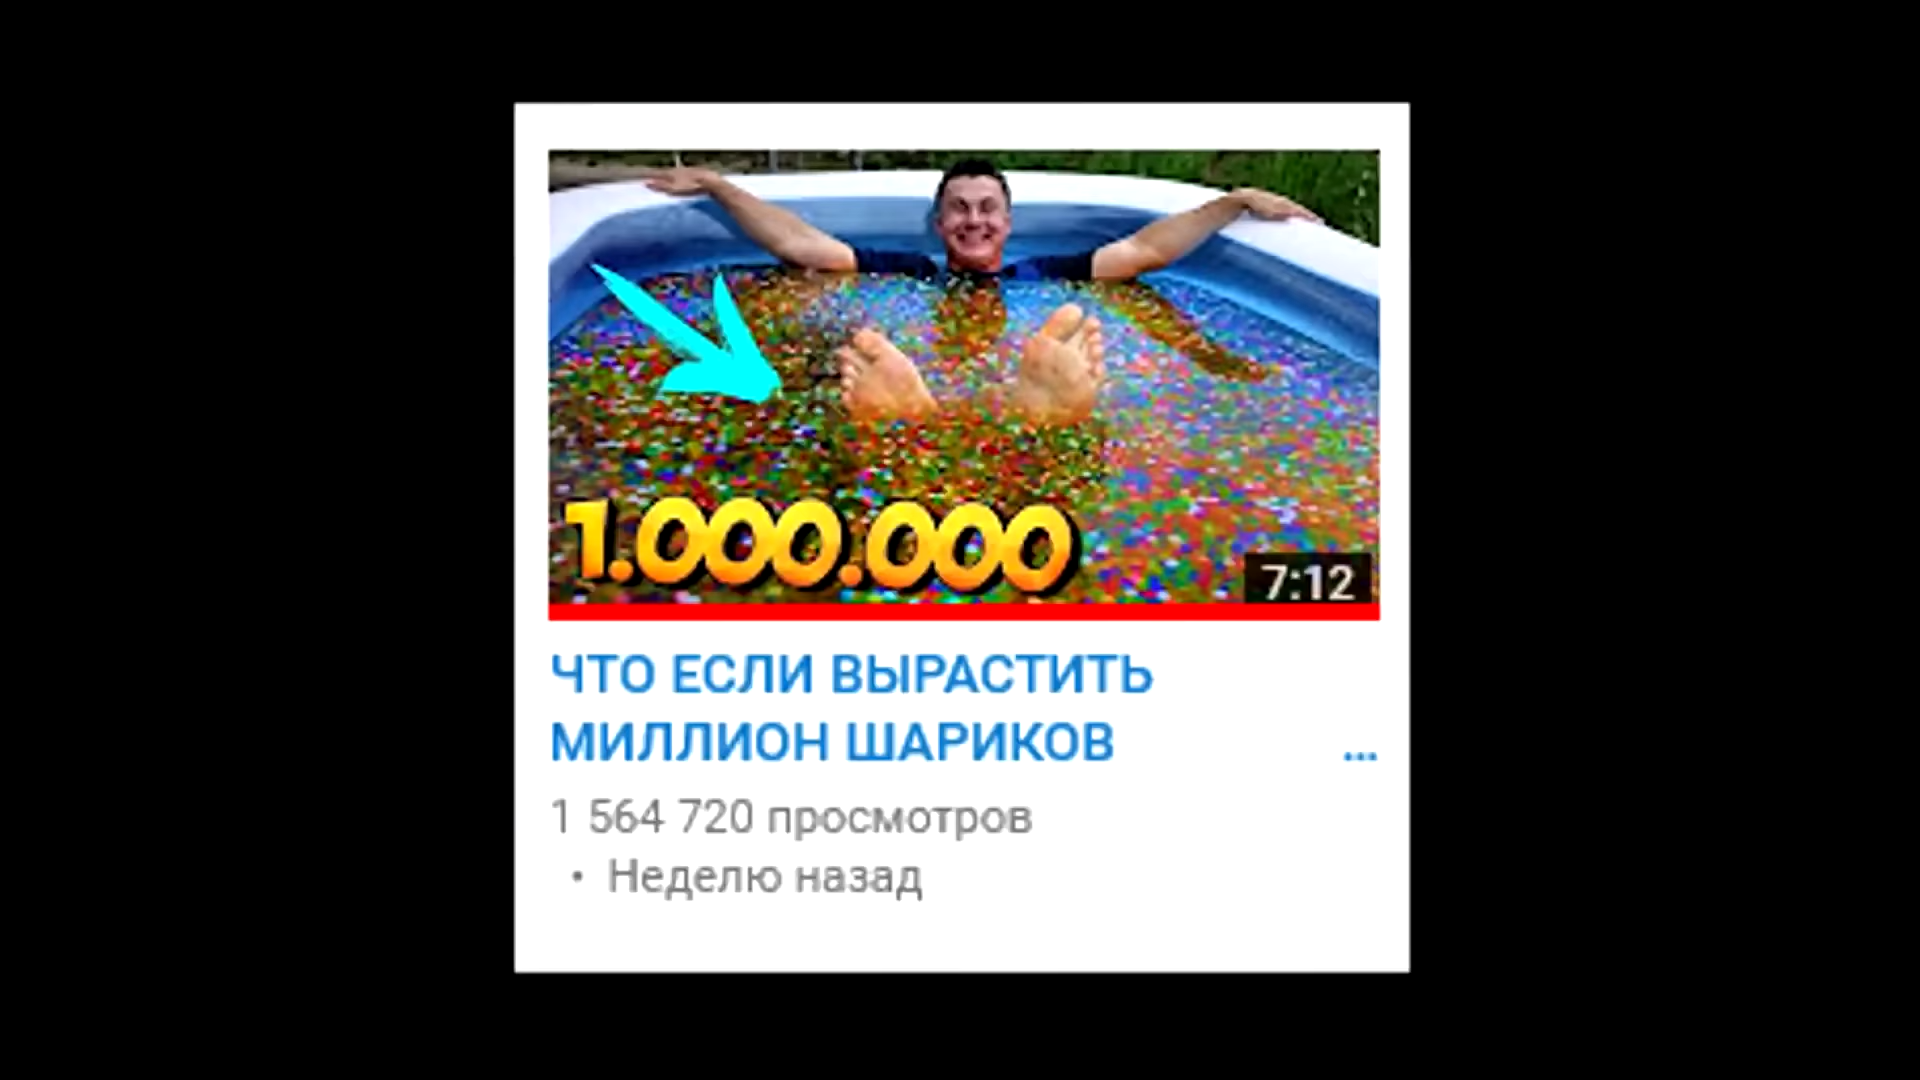 1.000.000
7:12
ЧТО ЕСЛИ ВЫРАСТИТЬ
МИЛЛИОН ШАРИКОВ ...
1 564 720 просмотров
• Неделю назад